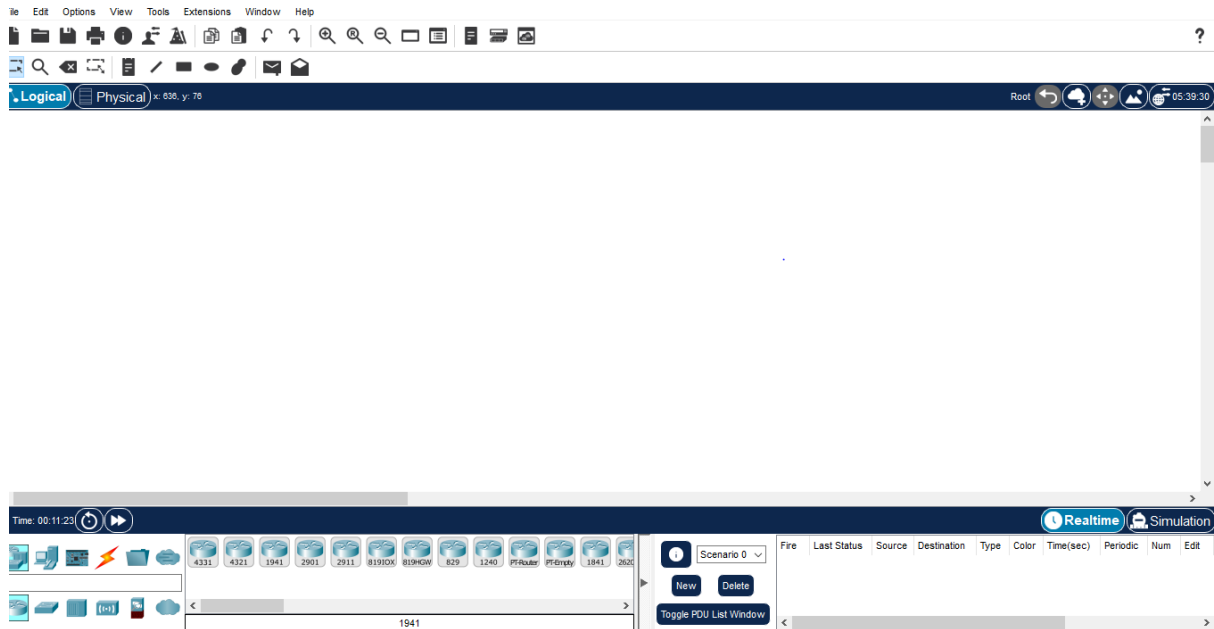 ile Edit Options View Tools Extensions Window Help
?
Logical Physical x: 636, y: 76 Root 05:39:30
Time: 00:11:23 Realtime Simulation
4331 4321 1941 2901 2911 819IOX 819HGW 829 1240 PT-Router PT-Empty 1841 262
1941
Scenario 0
New Delete
Toggle PDU List Window
Fire Last Status Source Destination Type Color Time(sec) Periodic Num Edit